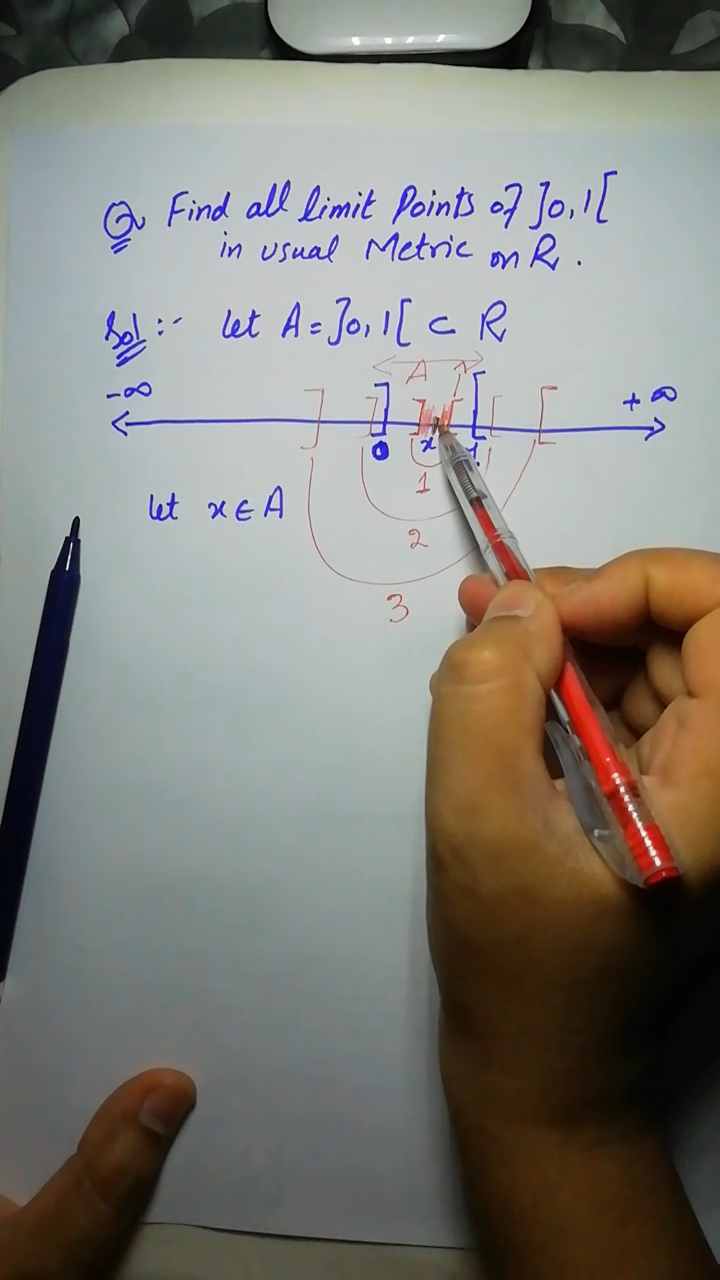 Q Find all limit Points of ]0,1[
in usual Metric on R.
Sol:- let A = ]0,1[ ⊂ R
A
-∞ ] ] ] ] [ [ [ [ +∞
0 x 1
1
let x ∈ A
2
3